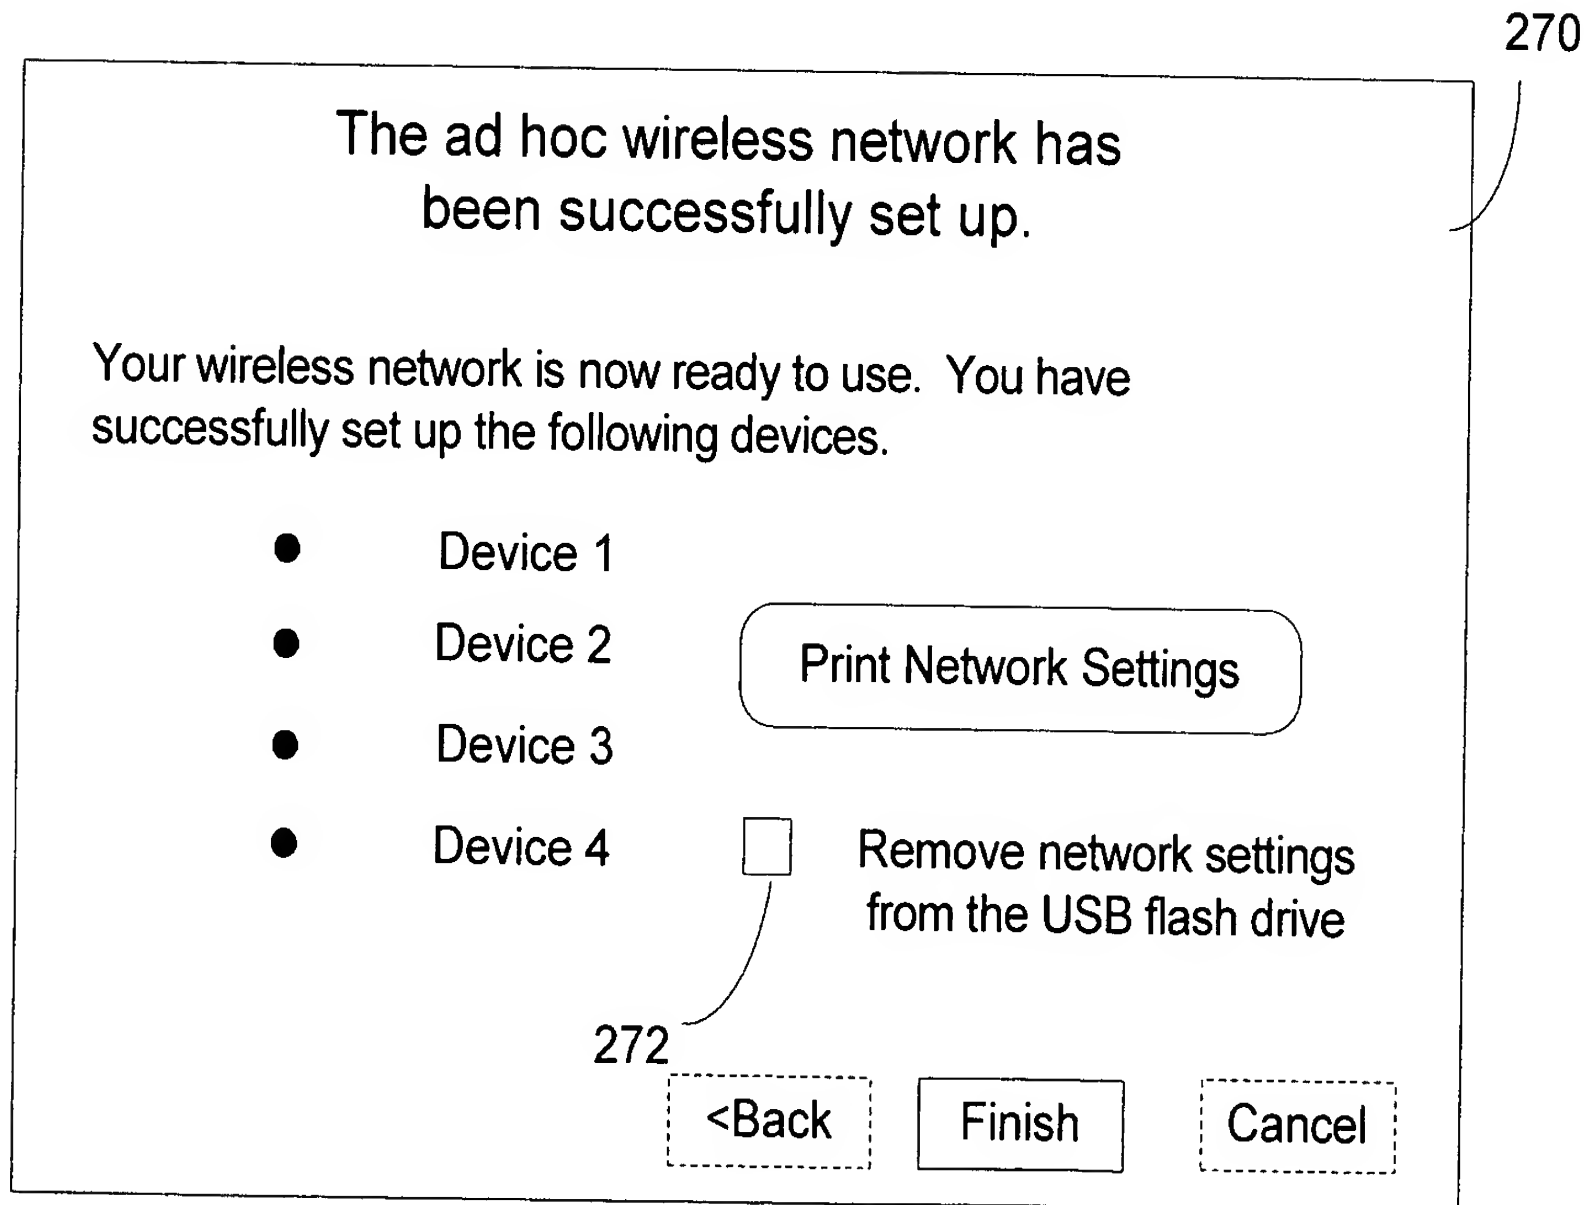 270
The ad hoc wireless network has
been successfully set up.
Your wireless network is now ready to use. You have
successfully set up the following devices.
● Device 1
● Device 2
Print Network Settings
● Device 3
● Device 4
Remove network settings
from the USB flash drive
272
<Back
Finish
Cancel